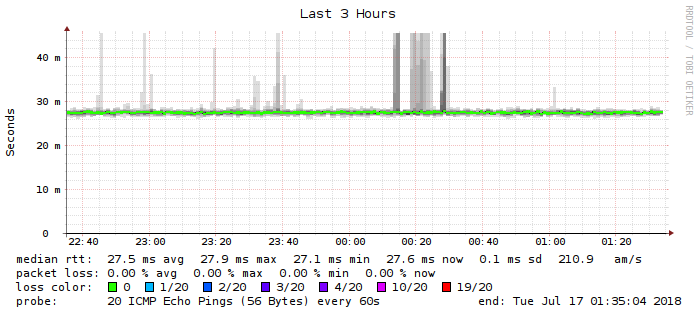 Last 3 Hours
RRDTOOL / TOBI OETIKER
Seconds
40 m
30 m
20 m
10 m
0
22:40 23:00 23:20 23:40 00:00 00:20 00:40 01:00 01:20
median rtt: 27.5 ms avg 27.9 ms max 27.1 ms min 27.6 ms now 0.1 ms sd 210.9 am/s
packet loss: 0.00 % avg 0.00 % max 0.00 % min 0.00 % now
loss color: 0 1/20 2/20 3/20 4/20 10/20 19/20
probe: 20 ICMP Echo Pings (56 Bytes) every 60s end: Tue Jul 17 01:35:04 2018